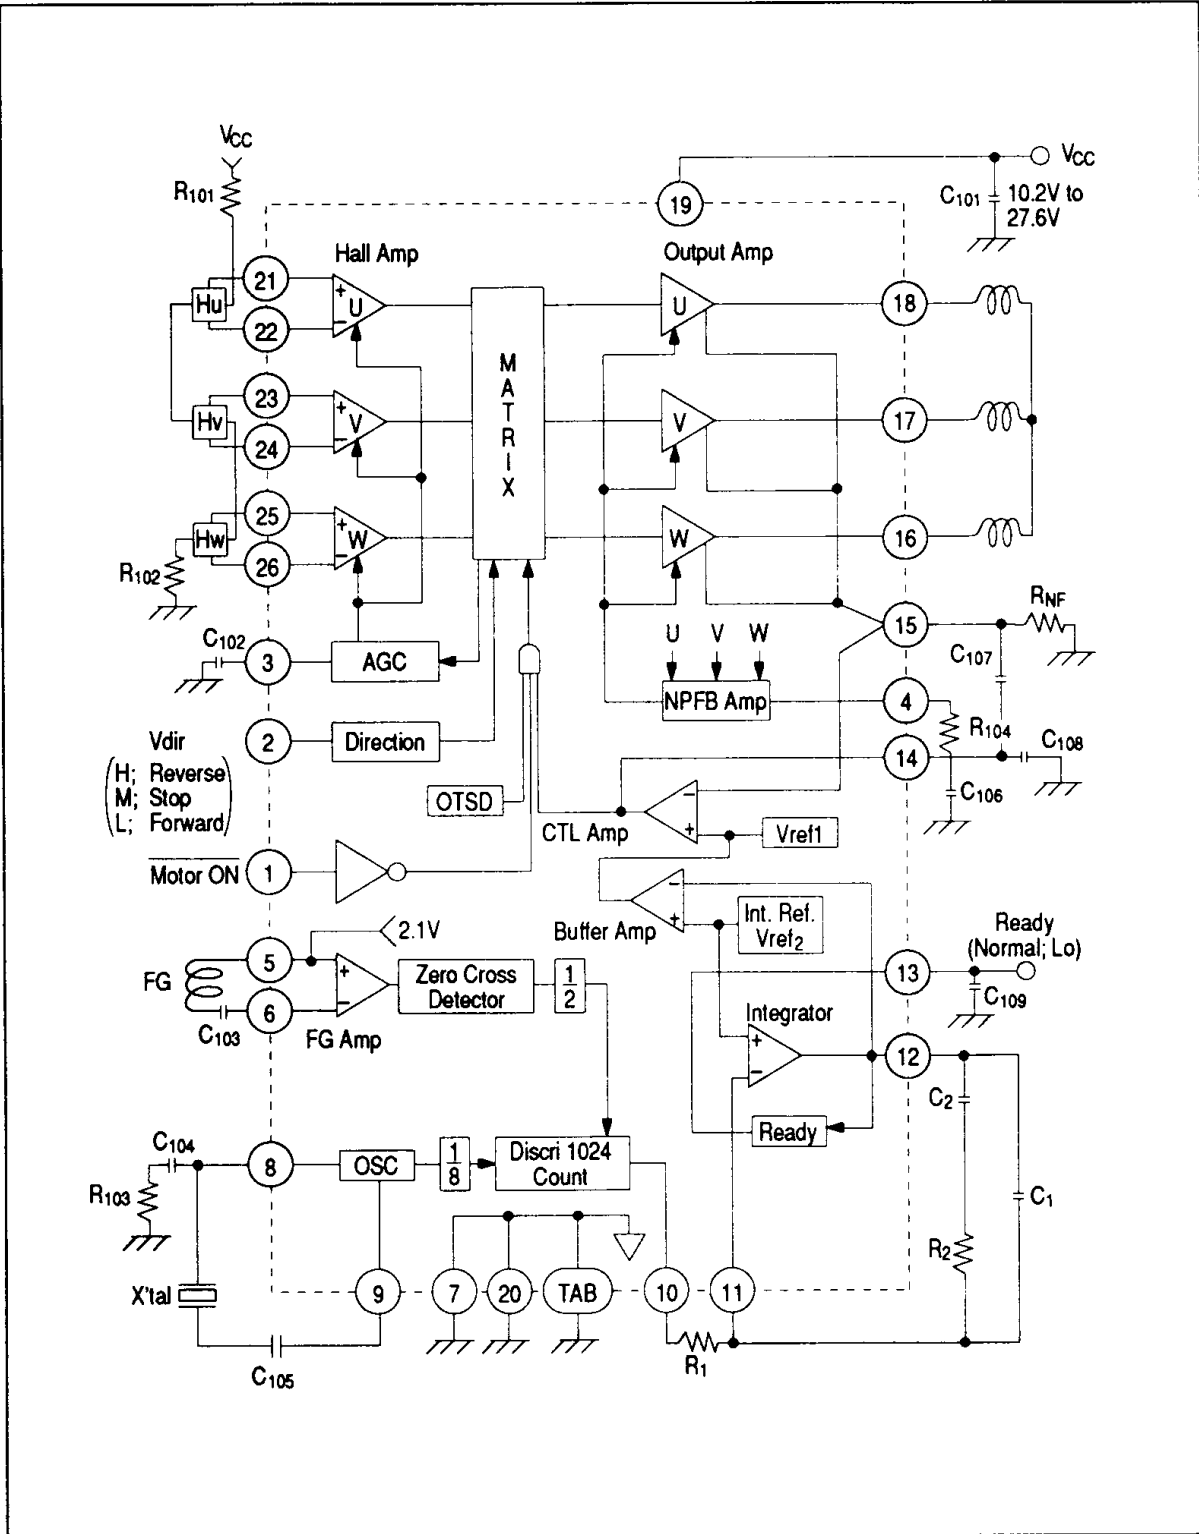 VCC
R101
VCC
C101 10.2V to
27.6V
19
Hall Amp
Output Amp
21
22
Hu
+
U
−
U
18
M
A
T
R
I
X
23
24
Hv
+
V
−
V
17
25
26
Hw
+
W
−
W
16
R102
C102
3
AGC
U V W
NPFB Amp
15
RNF
C107
4
R104
14
C108
C106
2
Direction
Vdir
H; Reverse
M; Stop
L; Forward
OTSD
CTL Amp
−
+
Vref1
Motor ON
1
Buffer Amp
−
+
Int. Ref.
Vref2
2.1V
5
FG
6
C103
+
−
FG Amp
Zero Cross
Detector
1
2
Ready
(Normal; Lo)
13
C109
Integrator
+
−
12
Ready
C2
C1
R2
C104
8
R103
OSC
1
8
Discri 1024
Count
X'tal
9
7
20
TAB
10
11
C105
R1